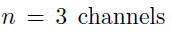 n = 3 channels